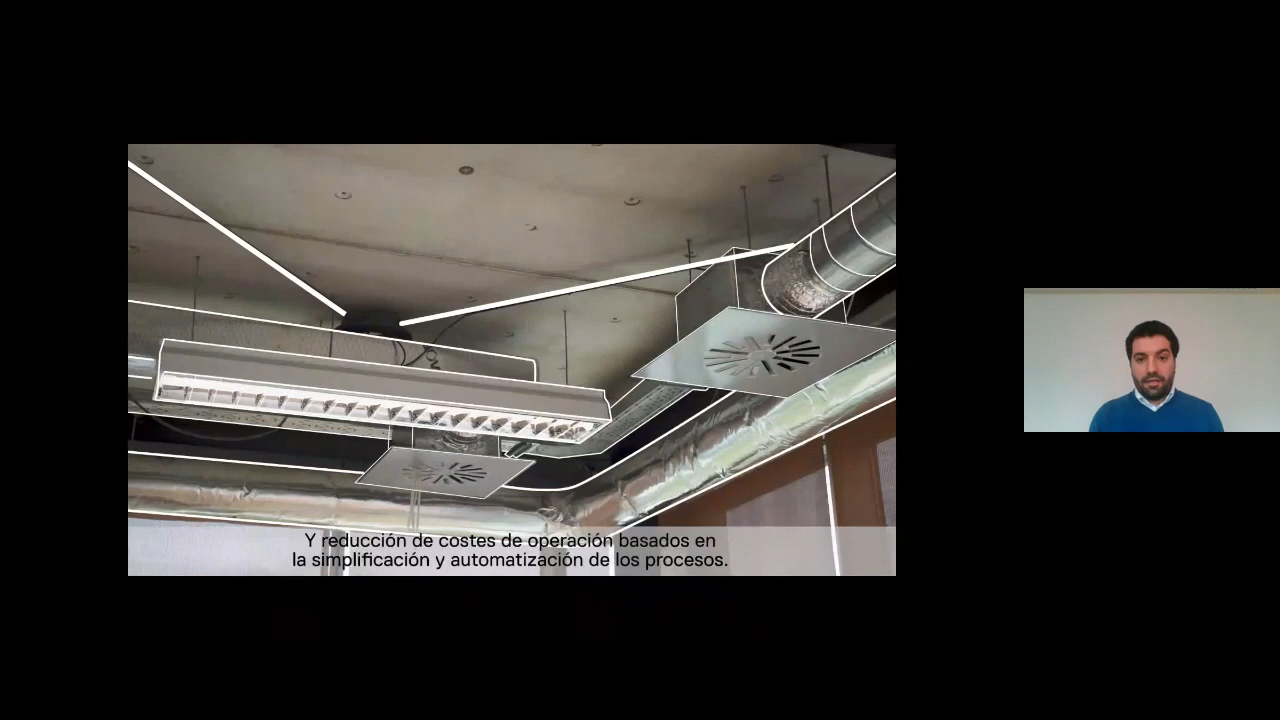 Y reducción de costes de operación basados en
la simplificación y automatización de los procesos.